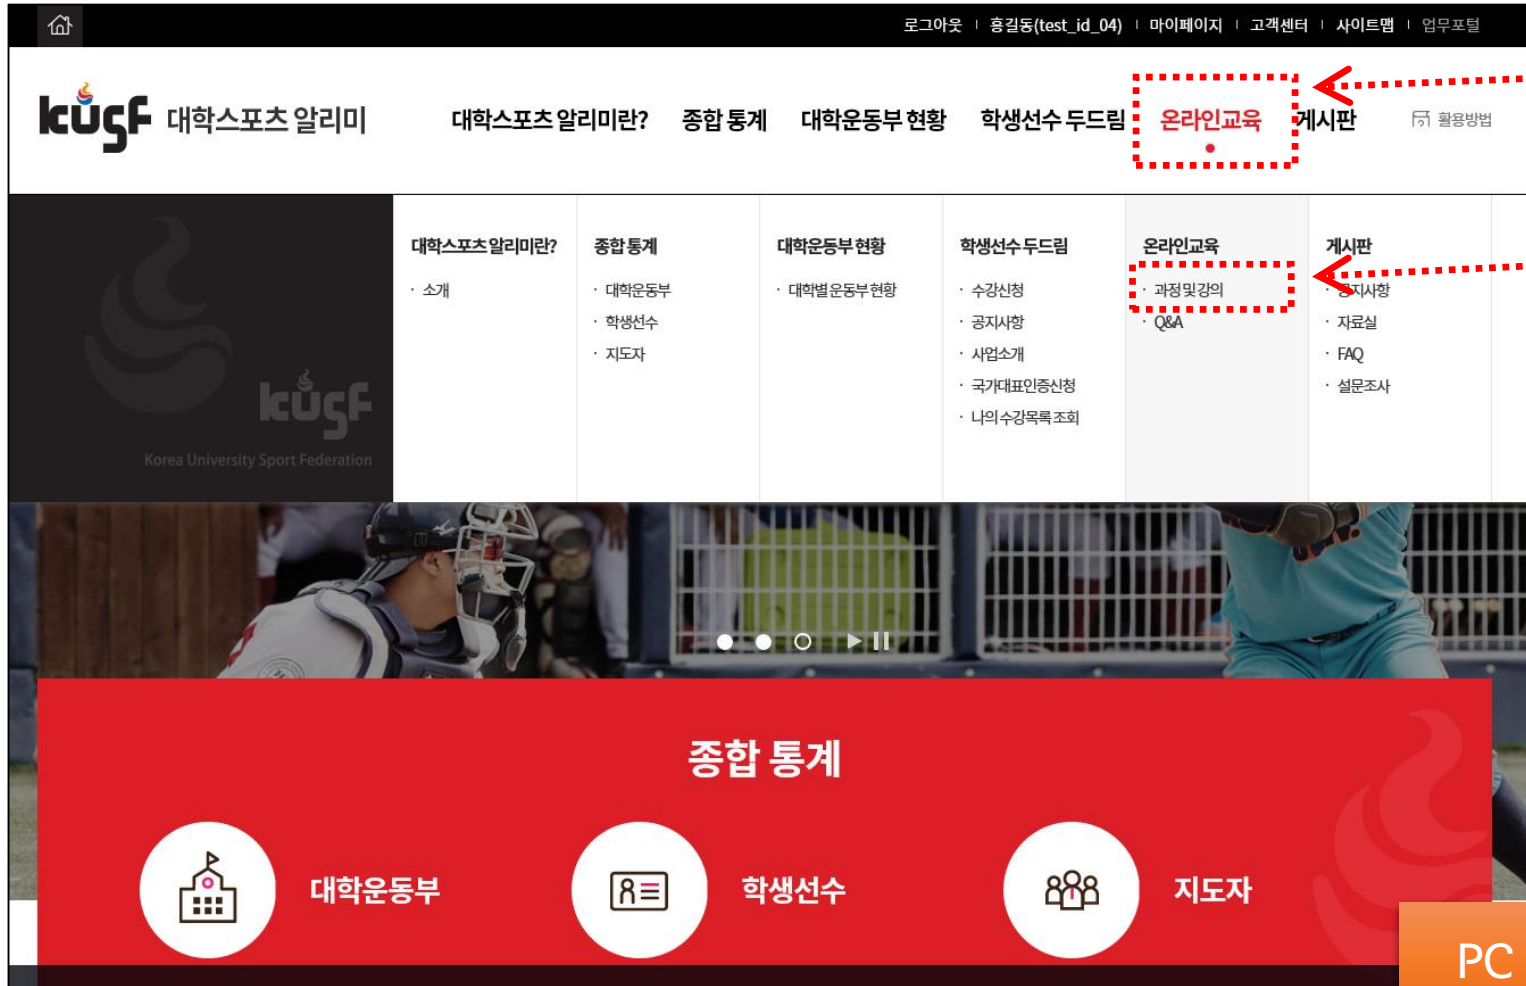 로그아웃 흥길동(test_id_04) 마이페이지 고객센터 사이트맵 업무포털
kusf 대학스포츠 알리미 대학스포츠 알리미란? 종합 통계 대학운동부 현황 학생선수 두드림 온라인교육 게시판 활용방법
대학스포츠 알리미란? 종합 통계 대학운동부 현황 학생선수 두드림 온라인교육 게시판
· 소개 · 대학운동부 · 대학별 운동부 현황 · 수강신청 · 과정 및 강의 · 공지사항
· 학생선수 · 공지사항 · Q&A · 자료실
· 지도자 · 사업소개 · FAQ
kusf · 국가대표인증신청 · 설문조사
· 나의 수강목록 조회
Korea University Sport Federation
종합 통계
대학운동부 학생선수 지도자
PC